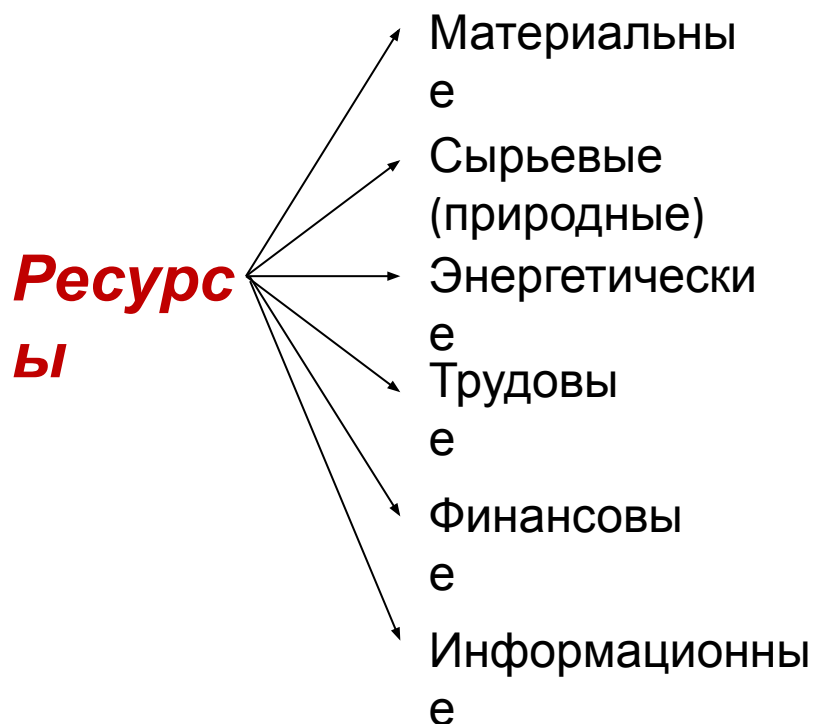 Материальны
е
Сырьевые
(природные)
Ресурс
ы
Энергетически
е
Трудовы
е
Финансовы
е
Информационны
е